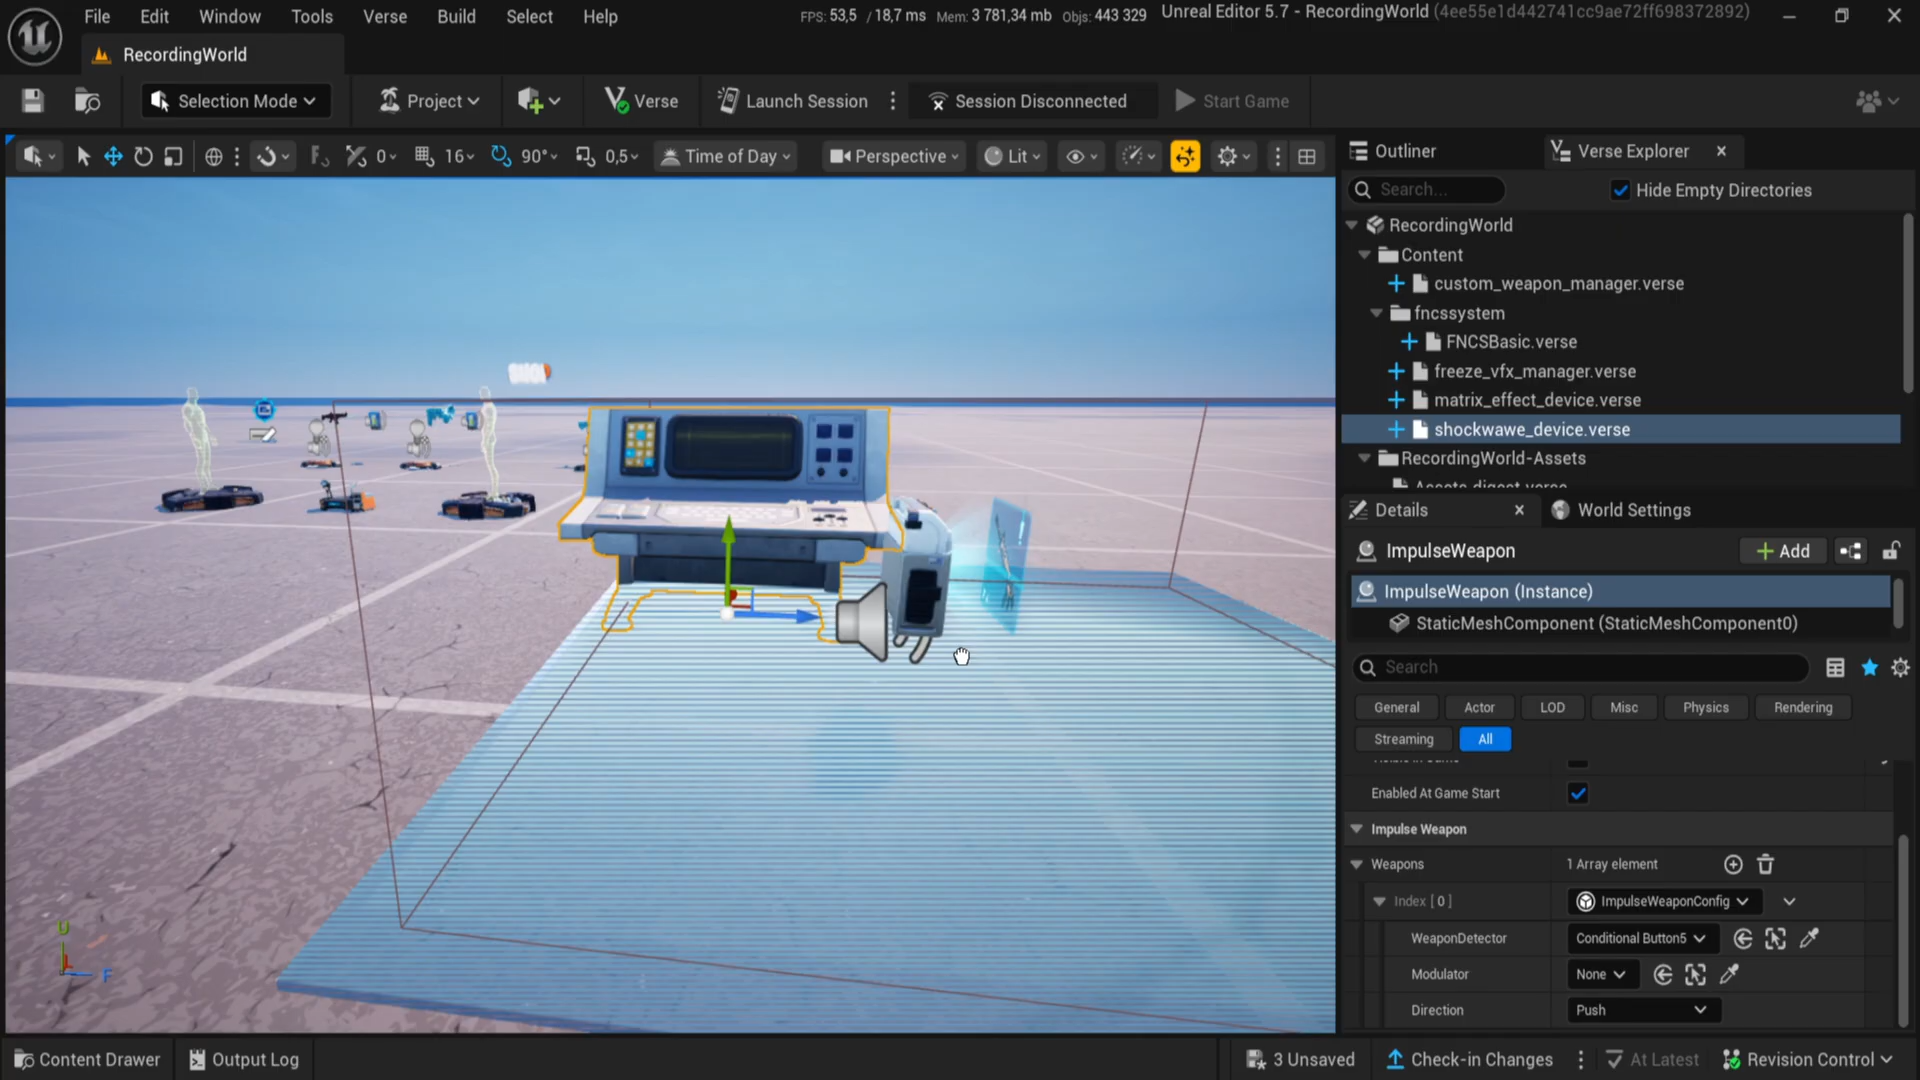 File Edit Window Tools Verse Build Select Help
FPS: 53,5 / 18,7 ms Mem: 3 781,34 mb Objs: 443 329
Unreal Editor 5.7 - RecordingWorld (4ee55e1d442741cc9ae72ff698372892)
RecordingWorld
Selection Mode Project Verse Launch Session Session Disconnected Start Game
0 16 90° 0,5 Time of Day Perspective Lit
Outliner Verse Explorer
Search... Hide Empty Directories
RecordingWorld
Content
custom_weapon_manager.verse
fncssystem
FNCSBasic.verse
freeze_vfx_manager.verse
matrix_effect_device.verse
shockwawe_device.verse
RecordingWorld-Assets
Assets.digest.verse
Details World Settings
ImpulseWeapon Add
ImpulseWeapon (Instance)
StaticMeshComponent (StaticMeshComponent0)
Search
General Actor LOD Misc Physics Rendering
Streaming All
Enabled At Game Start
Impulse Weapon
Weapons 1 Array element
Index [ 0 ] ImpulseWeaponConfig
WeaponDetector Conditional Button5
Modulator None
Direction Push
Content Drawer Output Log 3 Unsaved Check-in Changes At Latest Revision Control